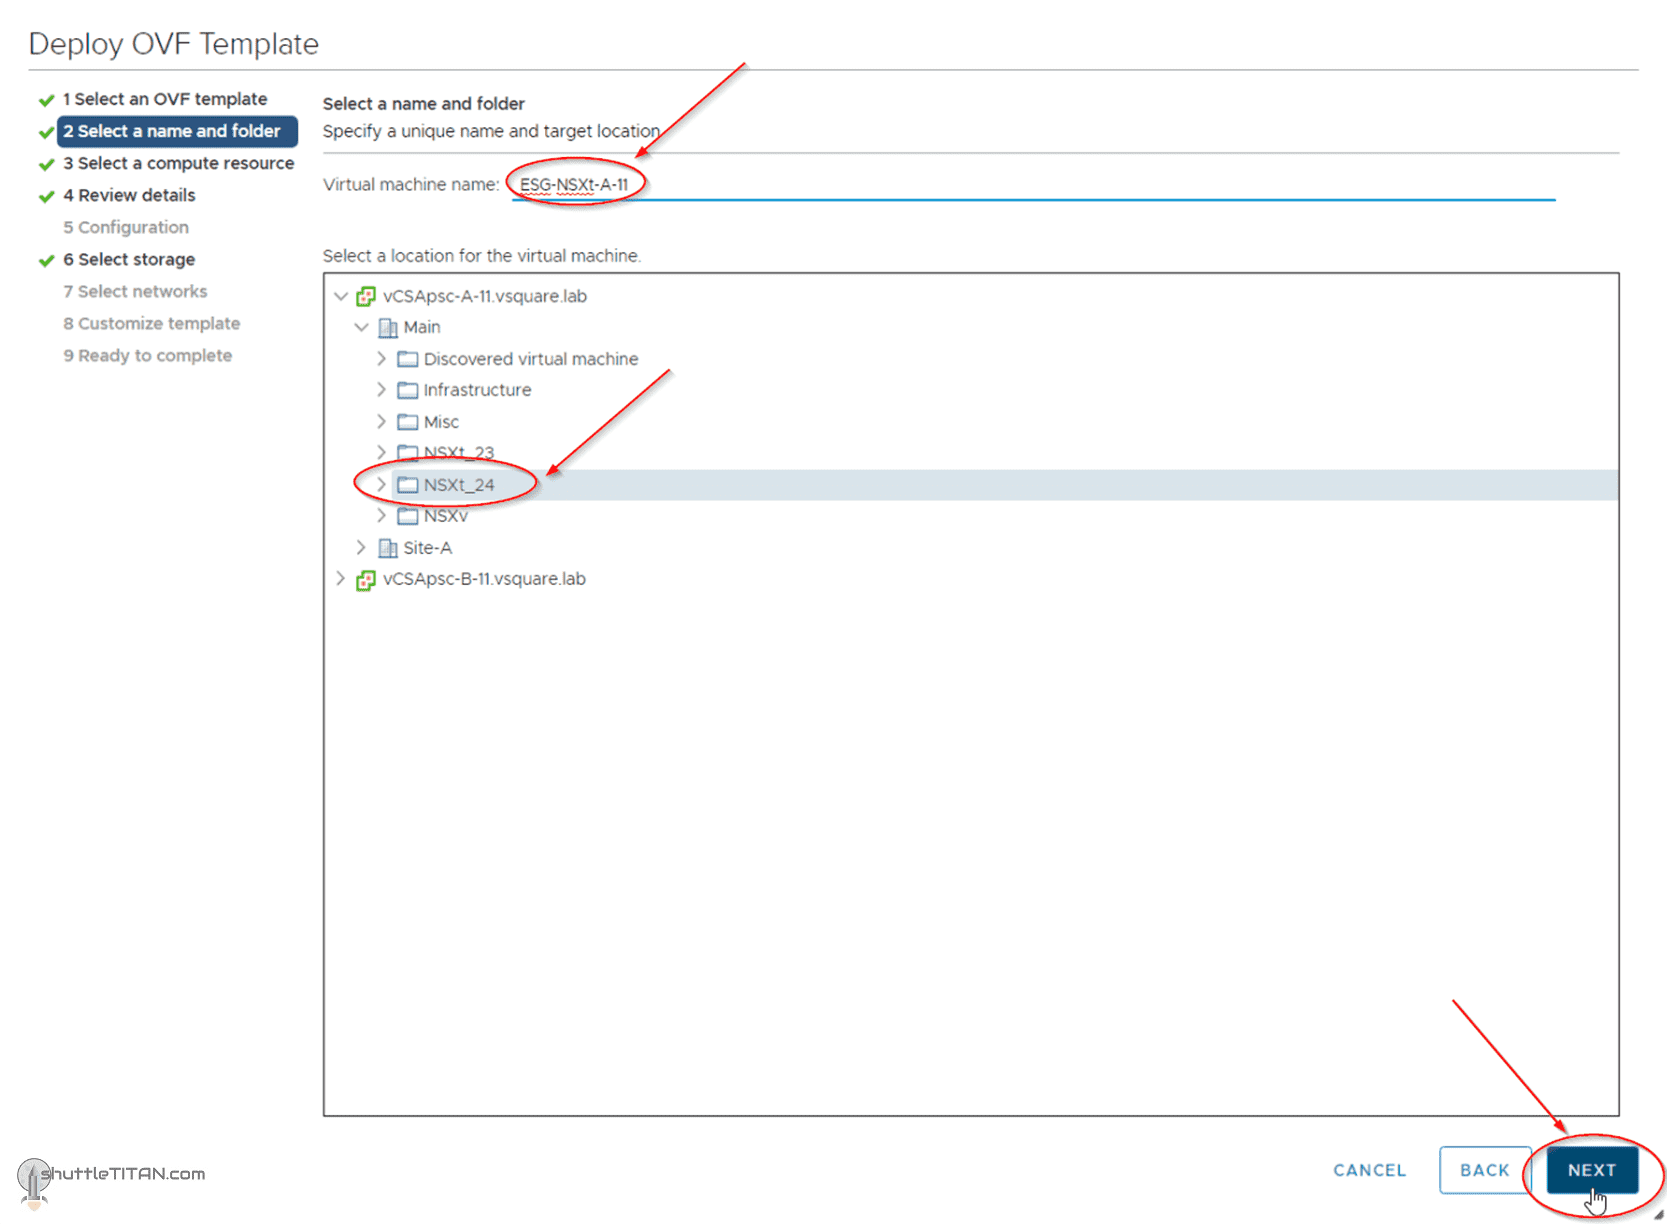 Deploy OVF Template
1 Select an OVF template
2 Select a name and folder
3 Select a compute resource
4 Review details
5 Configuration
6 Select storage
7 Select networks
8 Customize template
9 Ready to complete
Select a name and folder
Specify a unique name and target location
Virtual machine name: ESG-NSXt-A-11
Select a location for the virtual machine.
vCSApsc-A-11.vsquare.lab
Main
Discovered virtual machine
Infrastructure
Misc
NSXt_23
NSXt_24
NSXv
Site-A
vCSApsc-B-11.vsquare.lab
CANCEL BACK NEXT
shuttleTITAN.com